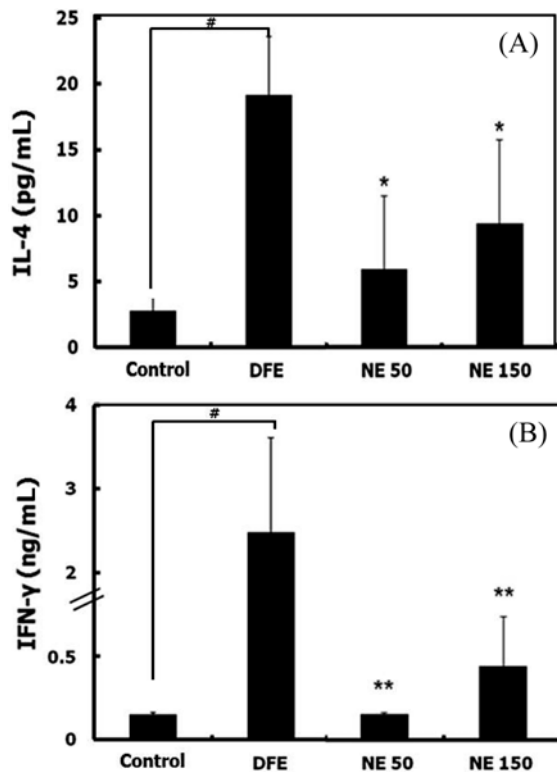 25
20
15
10
5
0
IL-4 (pg/mL)
#
(A)
*
*
Control DFE NE 50 NE 150
4
3
2
0.5
0
IFN-γ (ng/mL)
#
(B)
**
**
Control DFE NE 50 NE 150